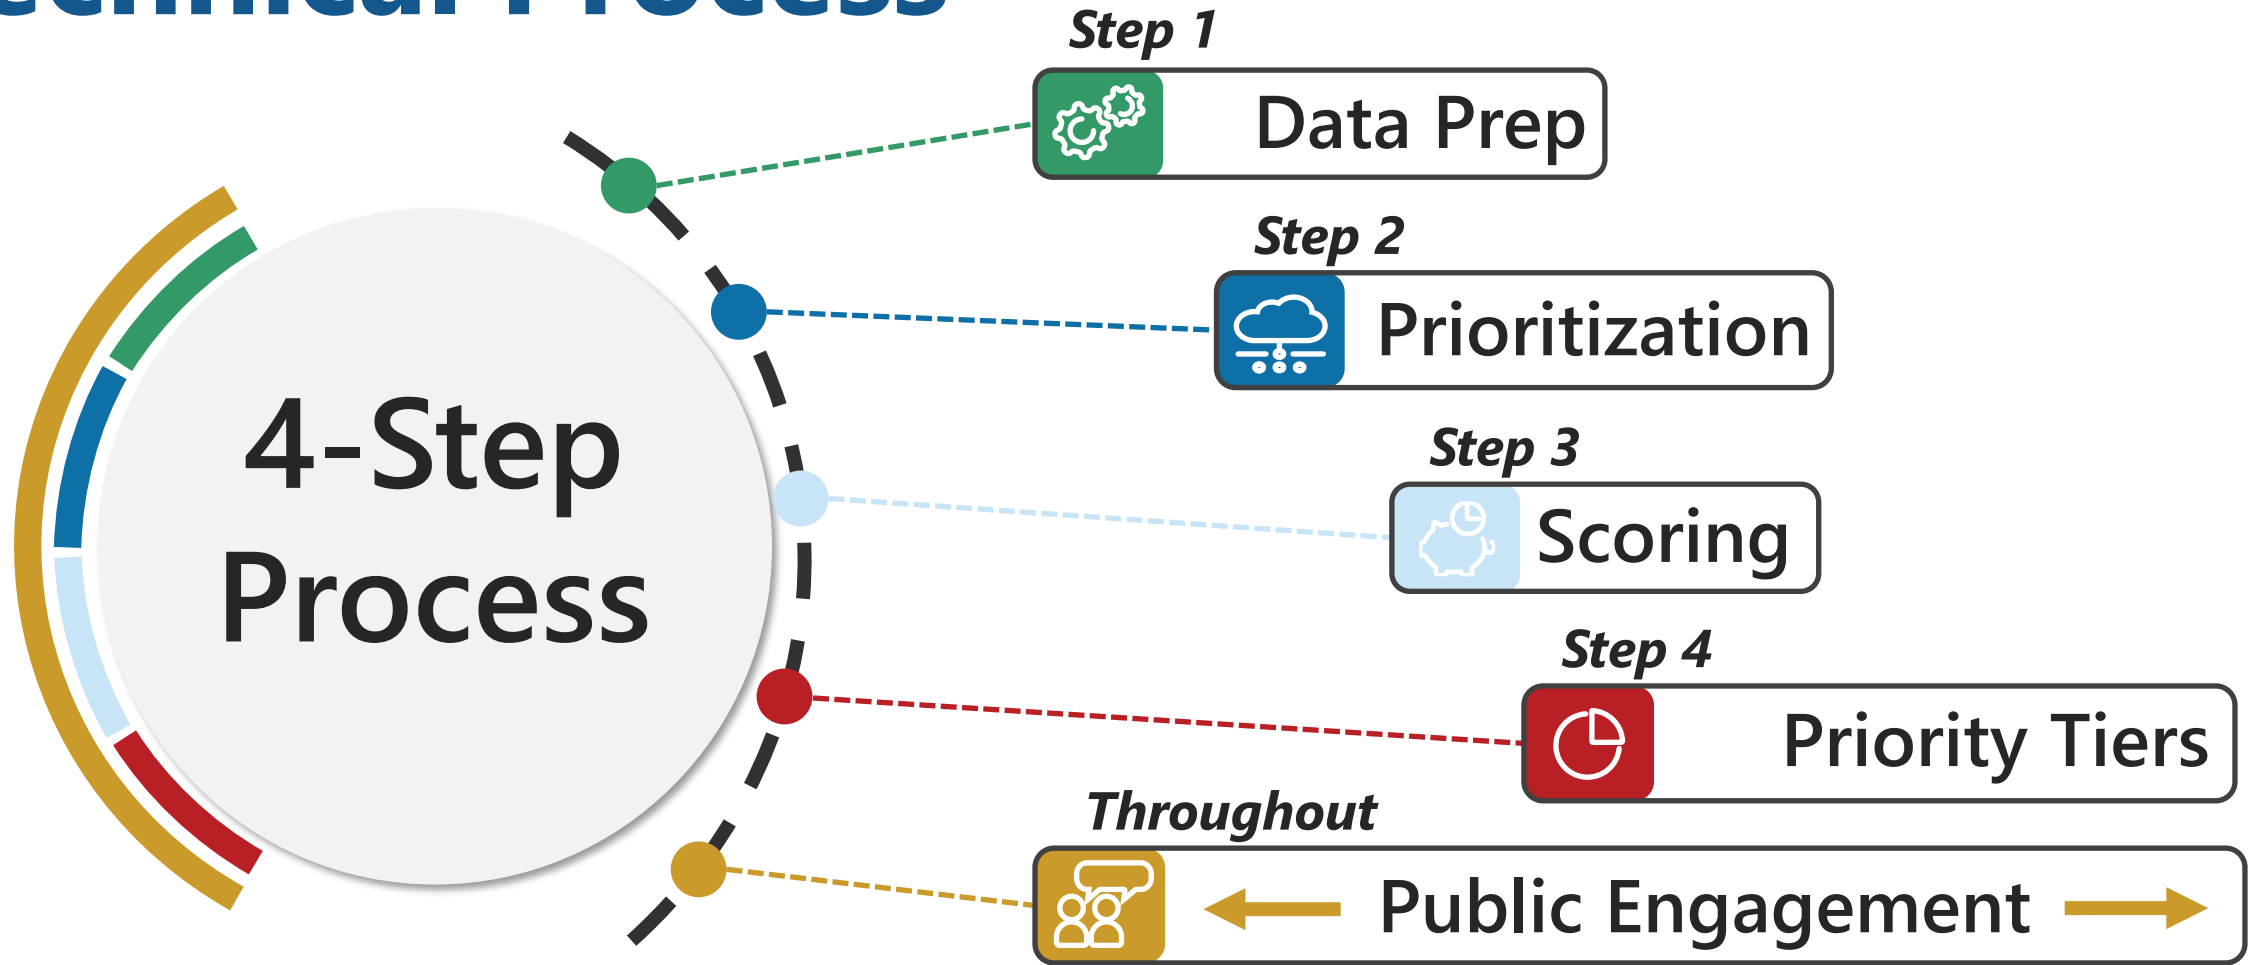 Process
4-Step
Process
Step 1
Data Prep
Step 2
Prioritization
Step 3
Scoring
Step 4
Priority Tiers
Throughout
Public Engagement